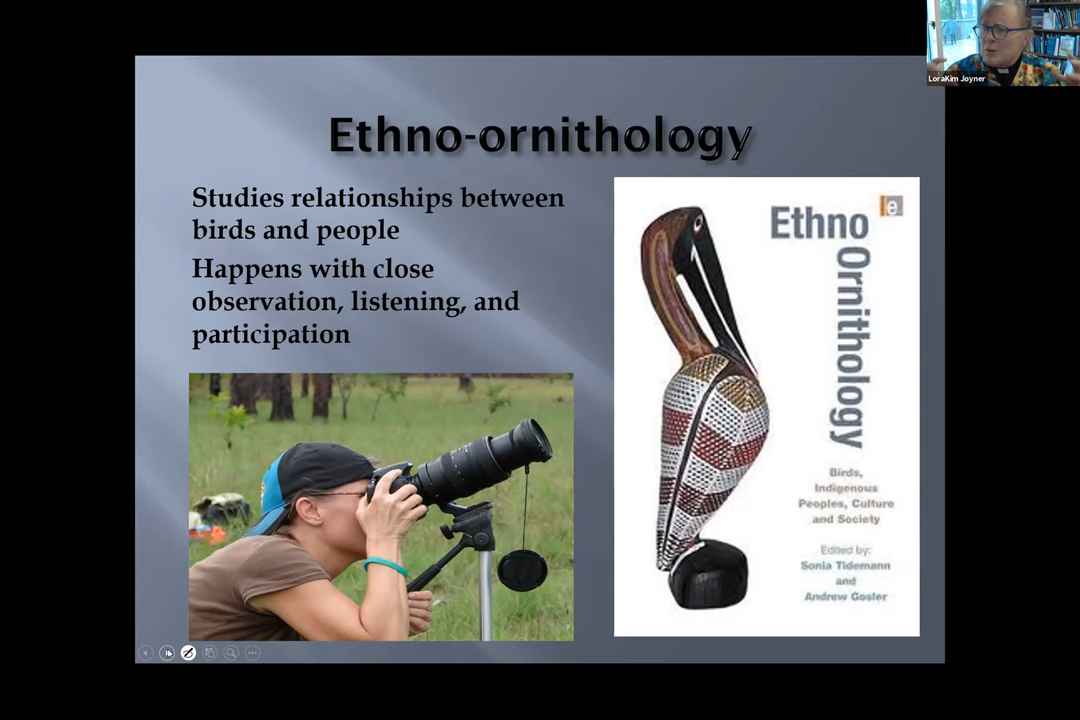 LoraKim Joyner
Ethno-ornithology
Studies relationships between
birds and people
Happens with close
observation, listening, and
participation
Ethno
Ornithology
Birds,
Indigenous
Peoples, Culture
and Society
Edited by:
Sonia Tidemann
and
Andrew Gosler
e